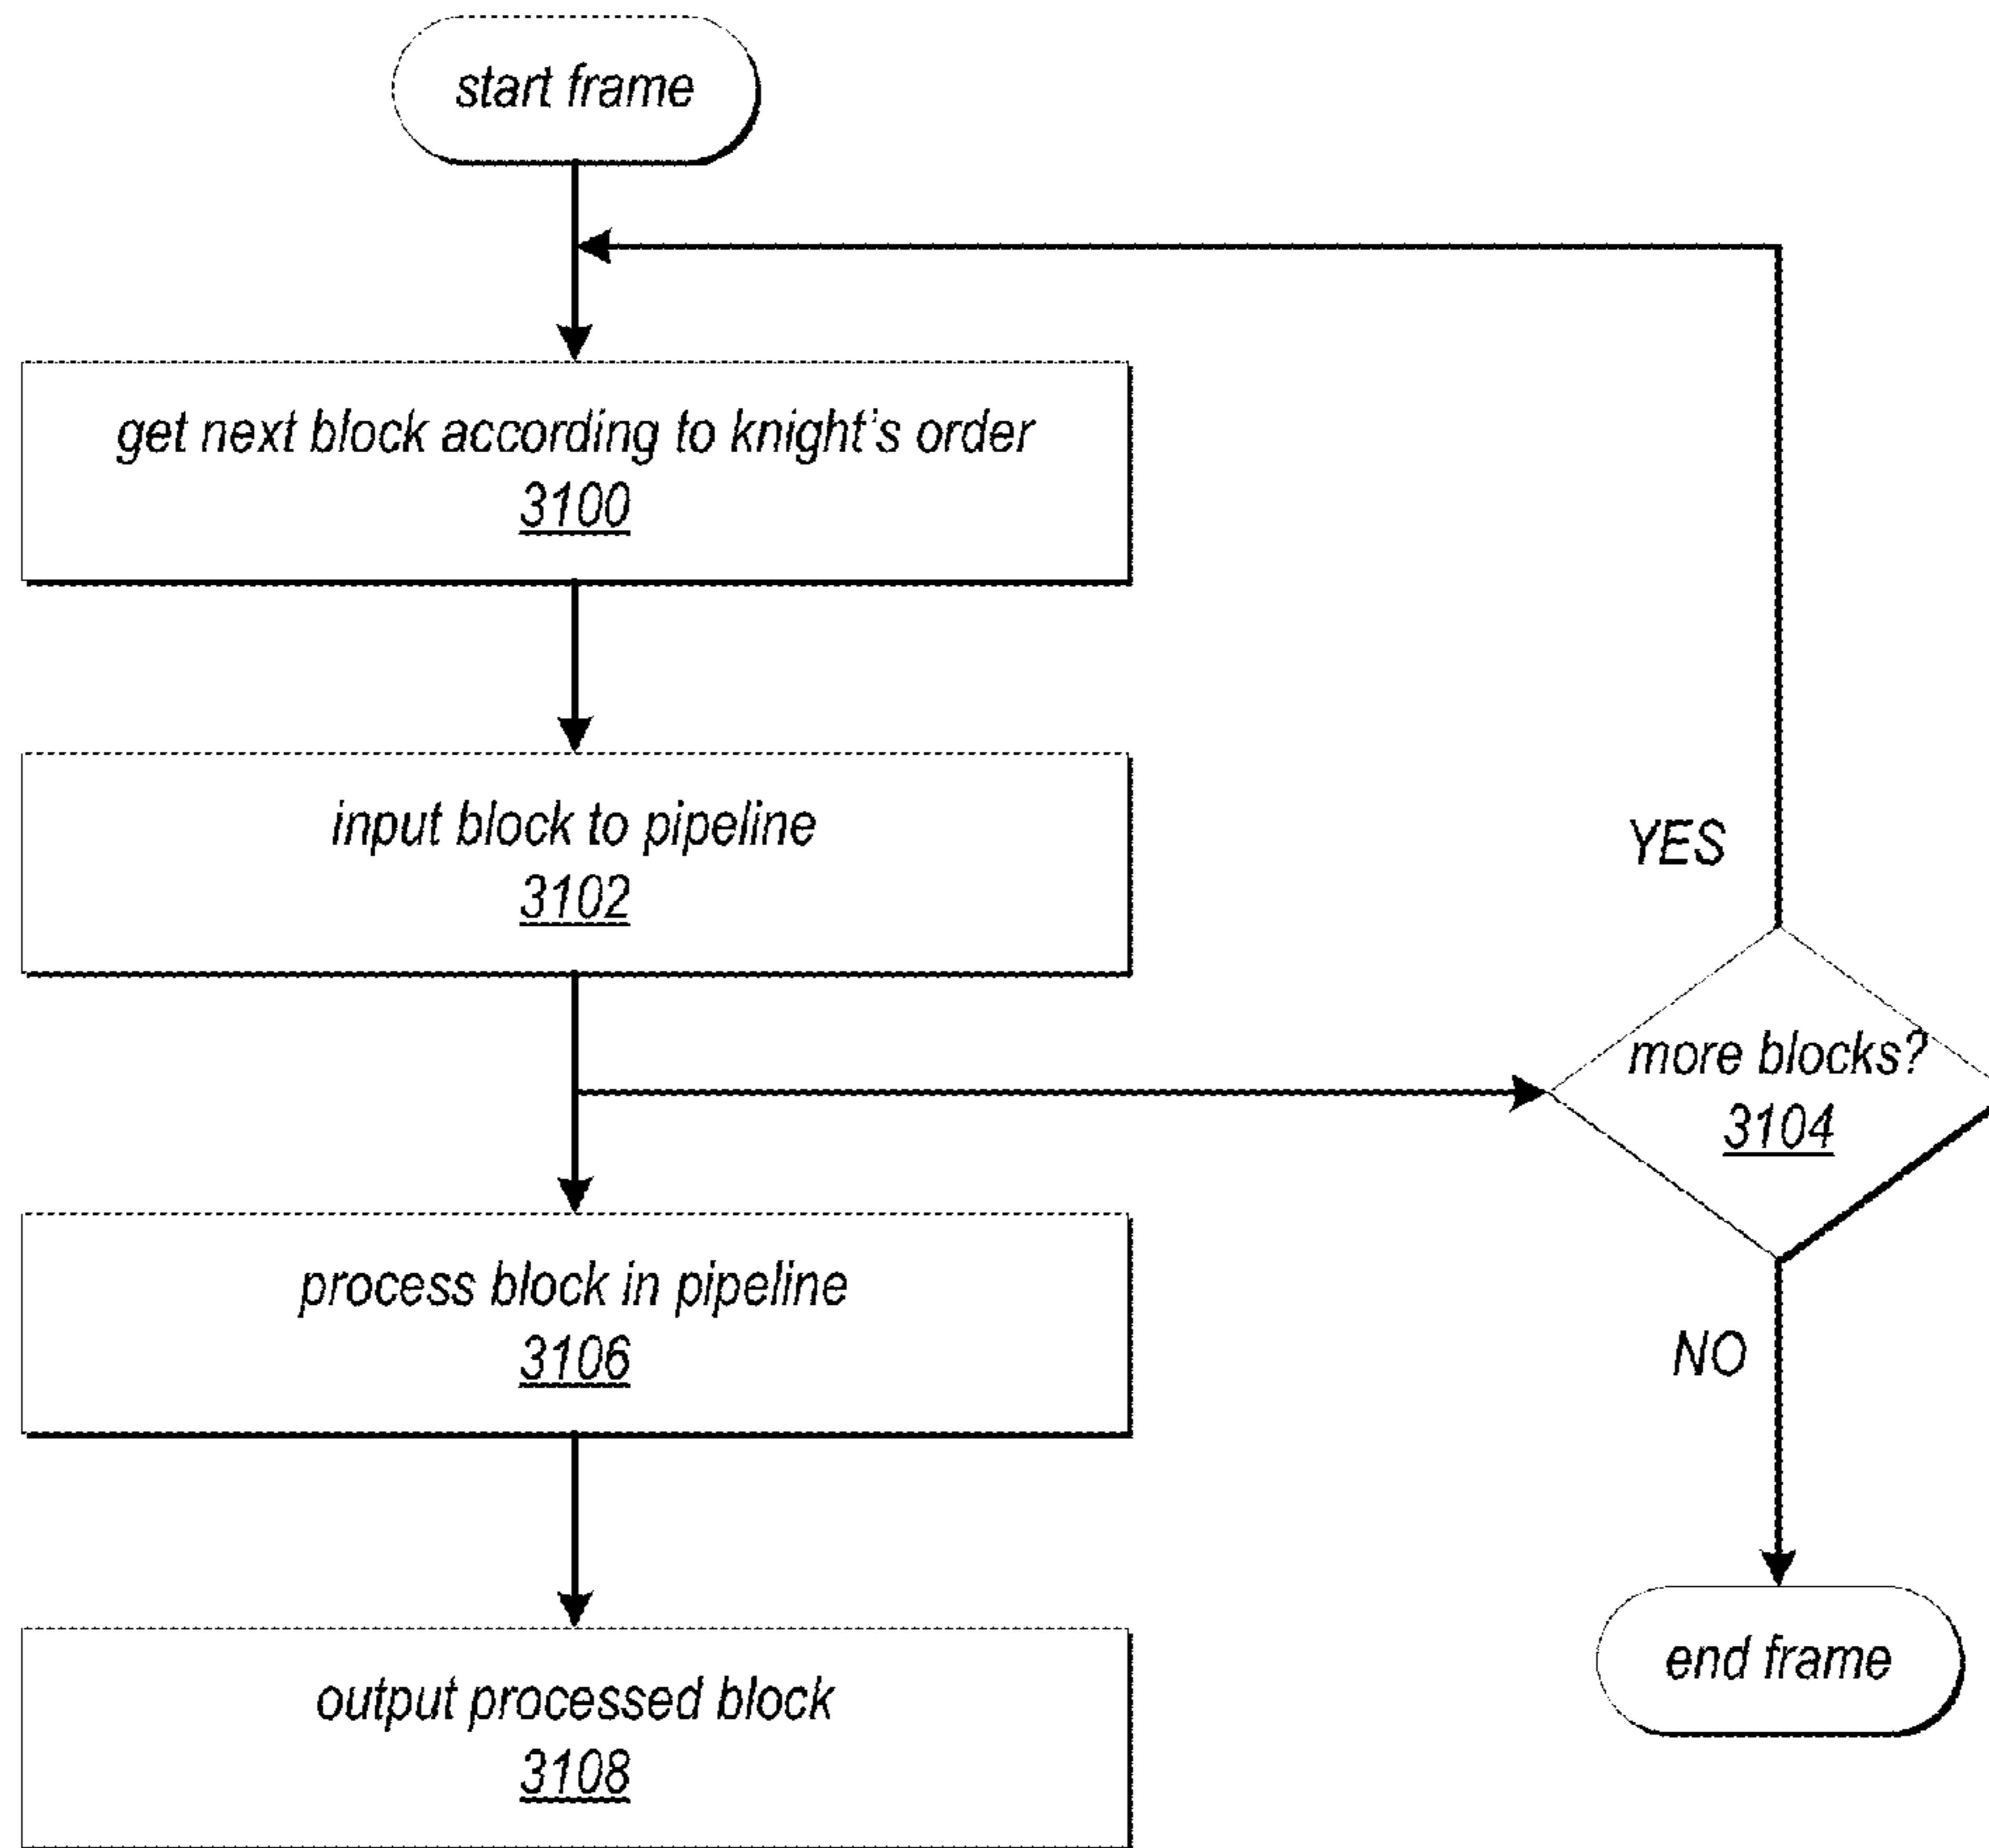 start frame
get next block according to knight's order
3100
input block to pipeline
3102
YES
more blocks?
3104
process block in pipeline
3106
NO
output processed block
3108
end frame